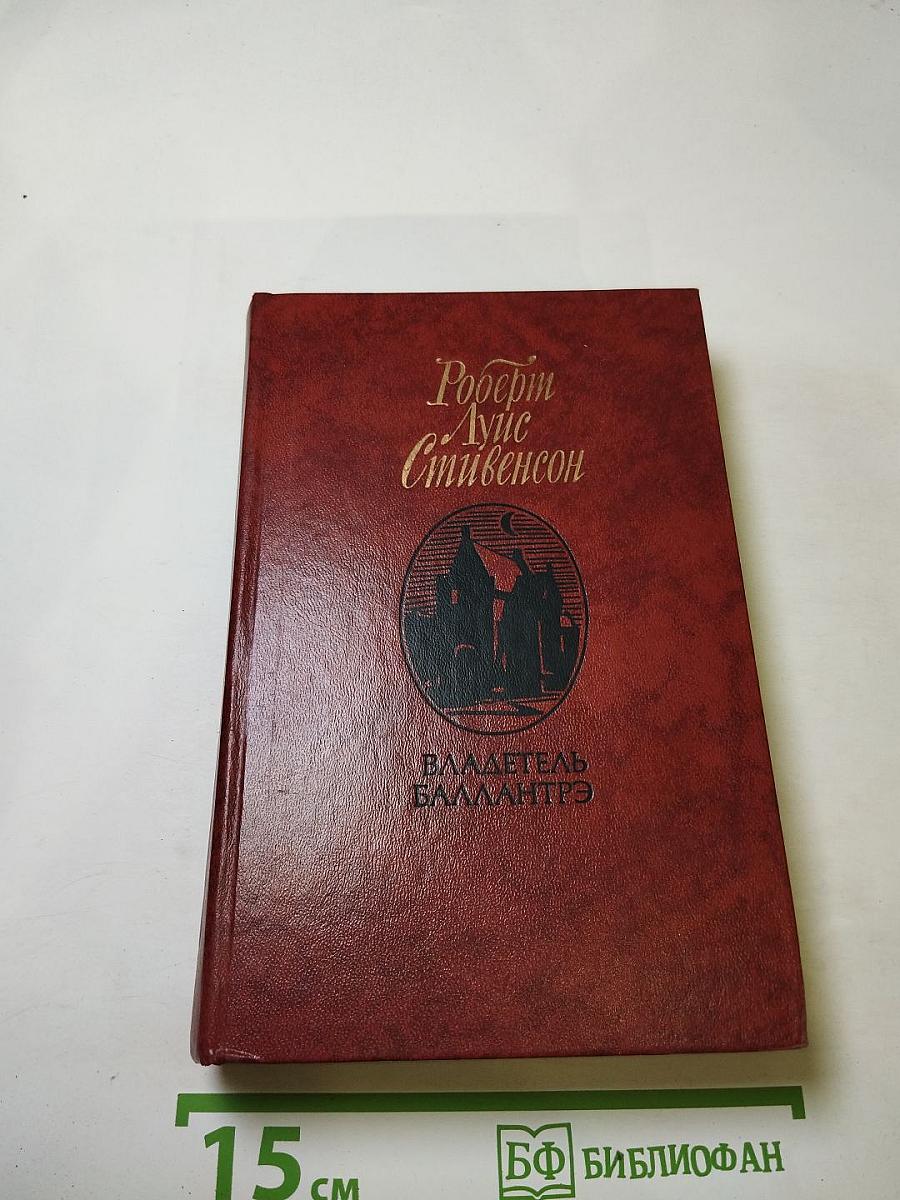 Роберт
Луис
Стивенсон
ВЛАДЕТЕЛЬ
БАЛЛАНТРЭ
15 см
БФ БИБЛИОФАН